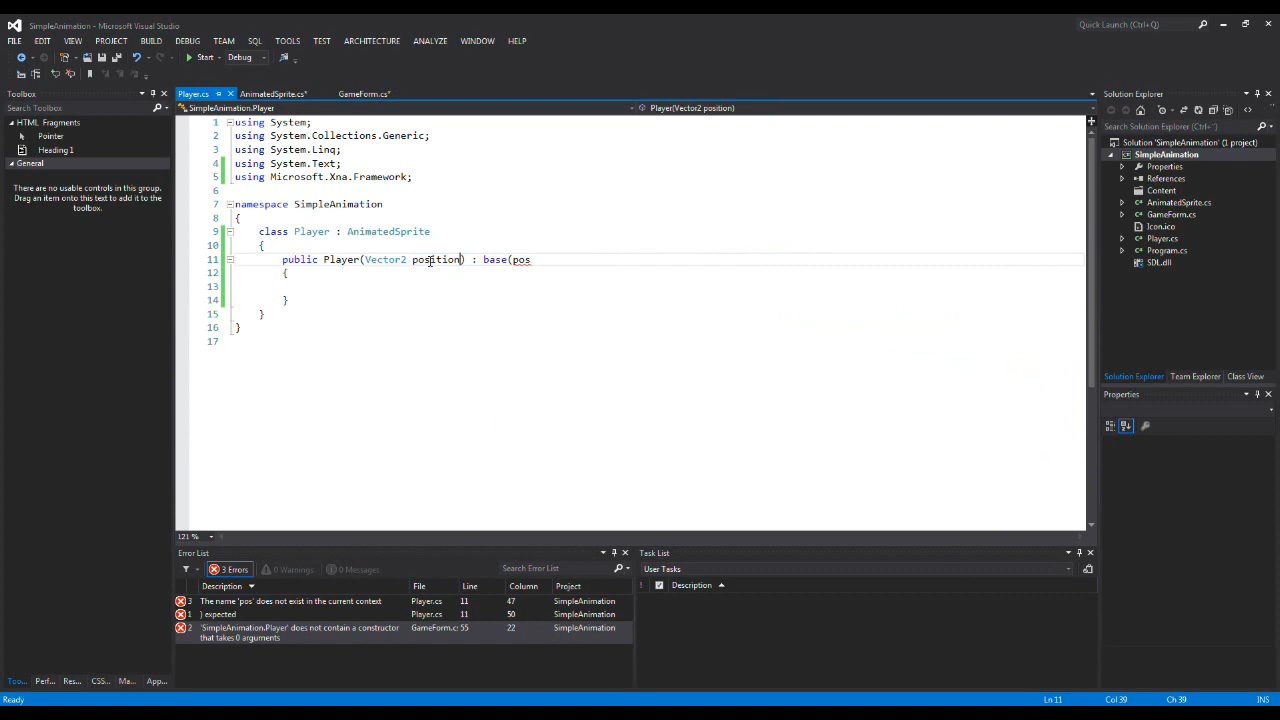 SimpleAnimation - Microsoft Visual Studio
Quick Launch (Ctrl+Q)
FILE EDIT VIEW PROJECT BUILD DEBUG TEAM SQL TOOLS TEST ARCHITECTURE ANALYZE WINDOW HELP
Start Debug
Toolbox
Player.cs AnimatedSprite.cs* GameForm.cs*
Solution Explorer
Search Toolbox
SimpleAnimation.Player
Player(Vector2 position)
HTML Fragments
Pointer
Heading 1
General
There are no usable controls in this group.
Drag an item onto this text to add it to the
toolbox.
1 using System;
2 using System.Collections.Generic;
3 using System.Linq;
4 using System.Text;
5 using Microsoft.Xna.Framework;
6
7 namespace SimpleAnimation
8 {
9 class Player : AnimatedSprite
10 {
11 public Player(Vector2 position) : base(pos
12 {
13
14 }
15 }
16 }
17
Search Solution Explorer (Ctrl+;)
Solution 'SimpleAnimation' (1 project)
SimpleAnimation
Properties
References
Content
AnimatedSprite.cs
GameForm.cs
Icon.ico
Player.cs
Program.cs
SDL.dll
Solution Explorer Team Explorer Class View
Properties
121 %
Error List
3 Errors 0 Warnings 0 Messages
Search Error List
Description File Line Column Project
3 The name 'pos' does not exist in the current context Player.cs 11 47 SimpleAnimation
1 ) expected Player.cs 11 50 SimpleAnimation
2 'SimpleAnimation.Player' does not contain a constructor GameForm.c: 55 22 SimpleAnimation
that takes 0 arguments
Task List
User Tasks
Description
Too... Perf... Res... CSS... Ma... App...
Ready
Ln 11 Col 39 Ch 39 INS